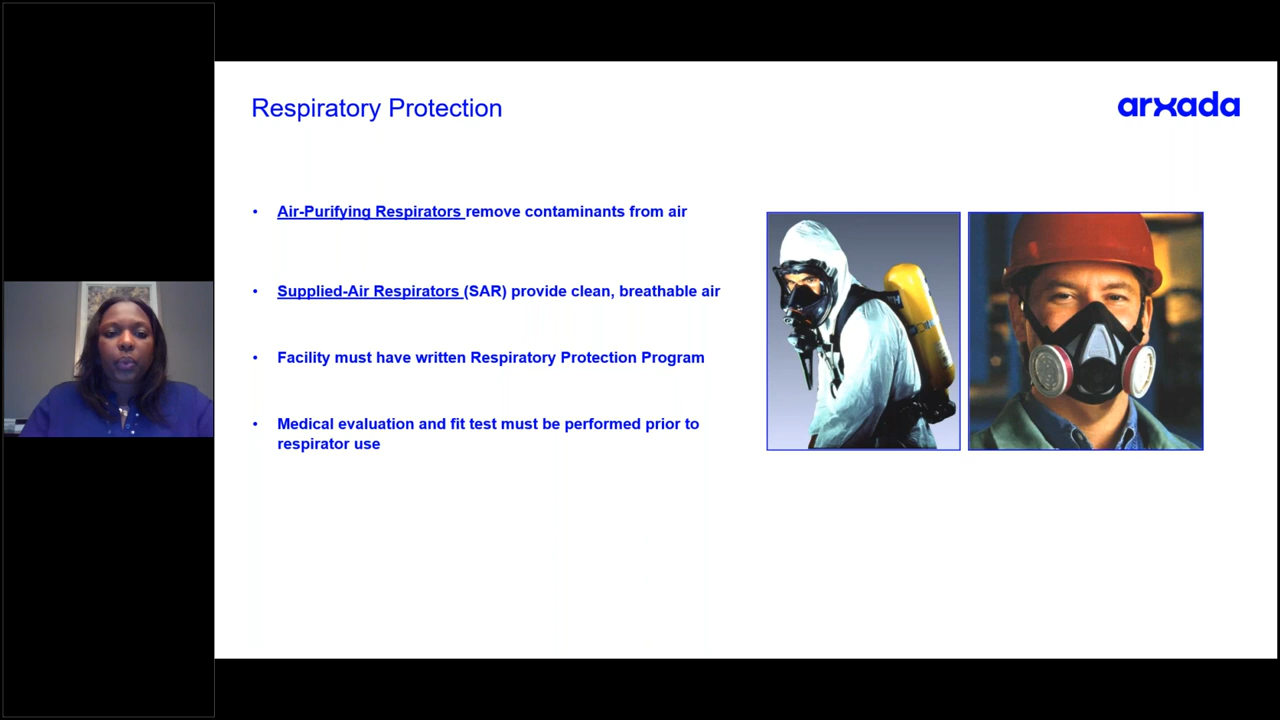 Respiratory Protection
arxada
• Air-Purifying Respirators remove contaminants from air
• Supplied-Air Respirators (SAR) provide clean, breathable air
• Facility must have written Respiratory Protection Program
• Medical evaluation and fit test must be performed prior to
respirator use